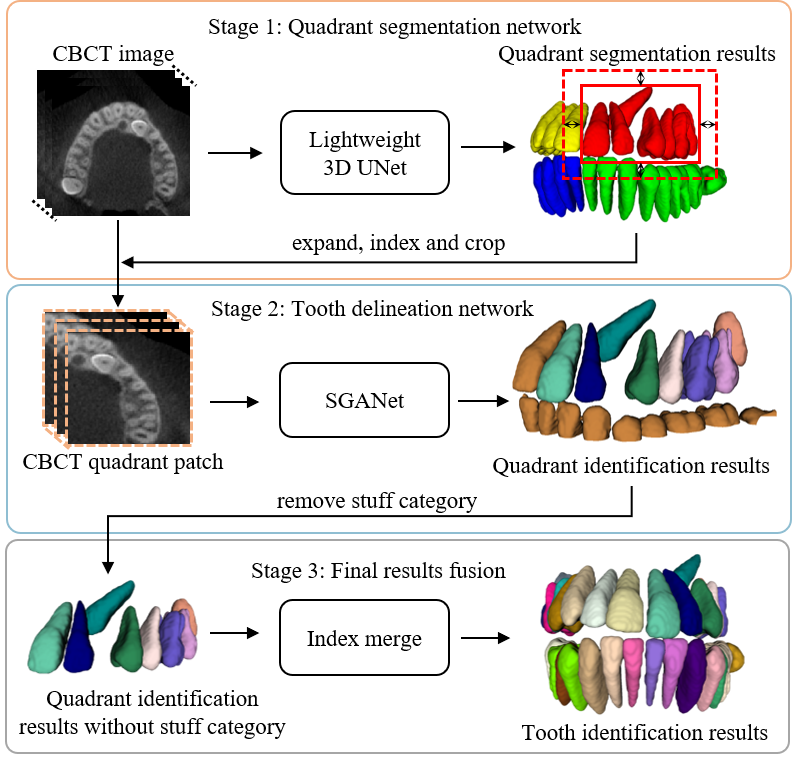 Stage 1: Quadrant segmentation network
CBCT image
Quadrant segmentation results
Lightweight
3D UNet
expand, index and crop
Stage 2: Tooth delineation network
SGANet
CBCT quadrant patch
Quadrant identification results
remove stuff category
Stage 3: Final results fusion
Index merge
Quadrant identification
results without stuff category
Tooth identification results